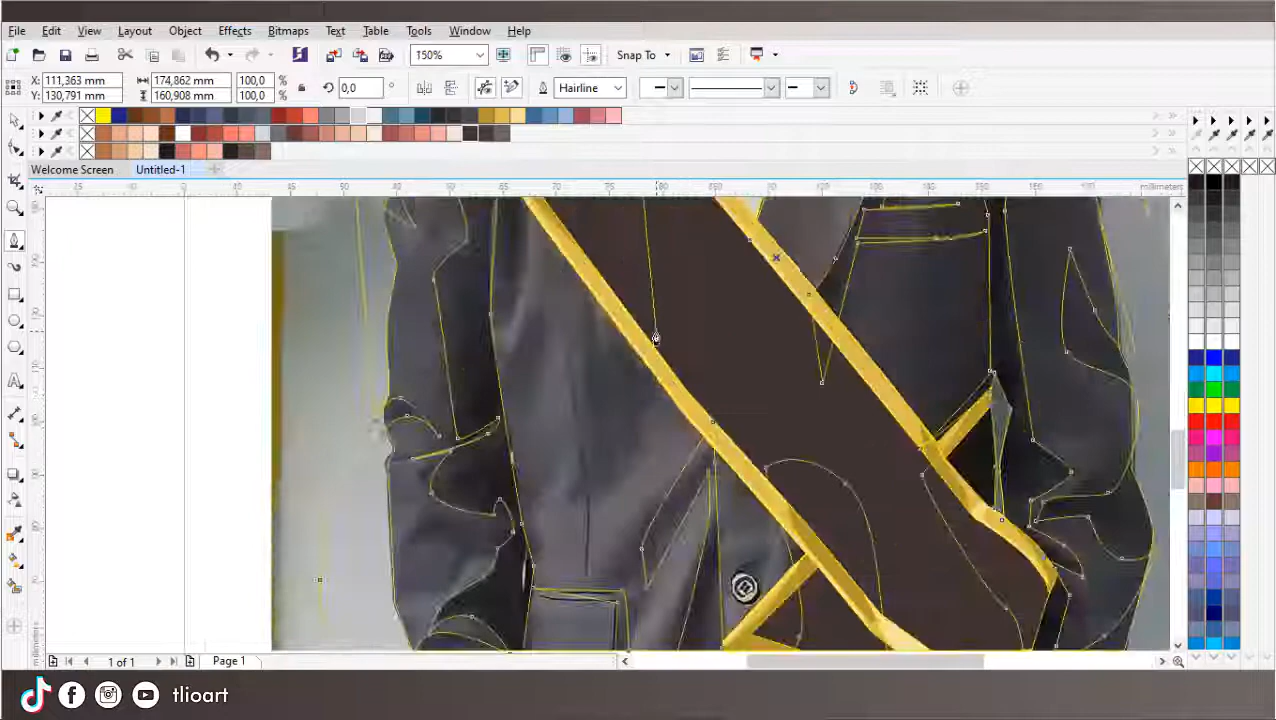 File Edit View Layout Object Effects Bitmaps Text Table Tools Window Help
150% Snap To
X: 111,363 mm 174,862 mm 100,0 % 0,0 ° Hairline
Y: 130,791 mm 160,908 mm 100,0 %
Welcome Screen Untitled-1
millimeters
millimeters
1 of 1 Page 1
tlioart